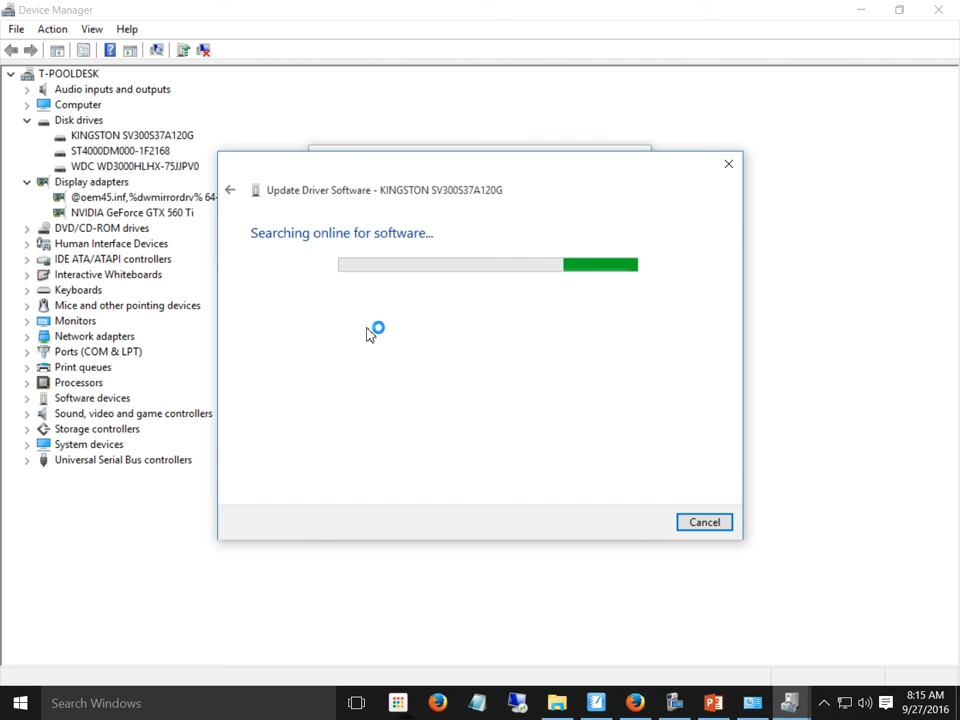 Device Manager
File Action View Help
T-POOLDESK
Audio inputs and outputs
Computer
Disk drives
KINGSTON SV300S37A120G
ST4000DM000-1F2168
WDC WD3000HLHX-75JJPV0
Display adapters
@oem45.inf,%dwmirrordrv% 64-
NVIDIA GeForce GTX 560 Ti
DVD/CD-ROM drives
Human Interface Devices
IDE ATA/ATAPI controllers
Interactive Whiteboards
Keyboards
Mice and other pointing devices
Monitors
Network adapters
Ports (COM & LPT)
Print queues
Processors
Software devices
Sound, video and game controllers
Storage controllers
System devices
Universal Serial Bus controllers
Update Driver Software - KINGSTON SV300S37A120G
Searching online for software...
Cancel
Search Windows
8:15 AM
9/27/2016